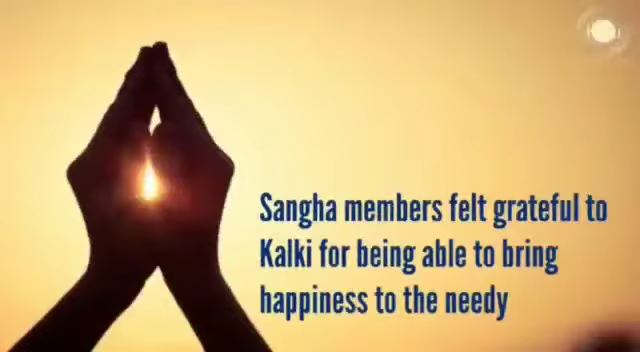 Sangha members felt grateful to
Kalki for being able to bring
happiness to the needy